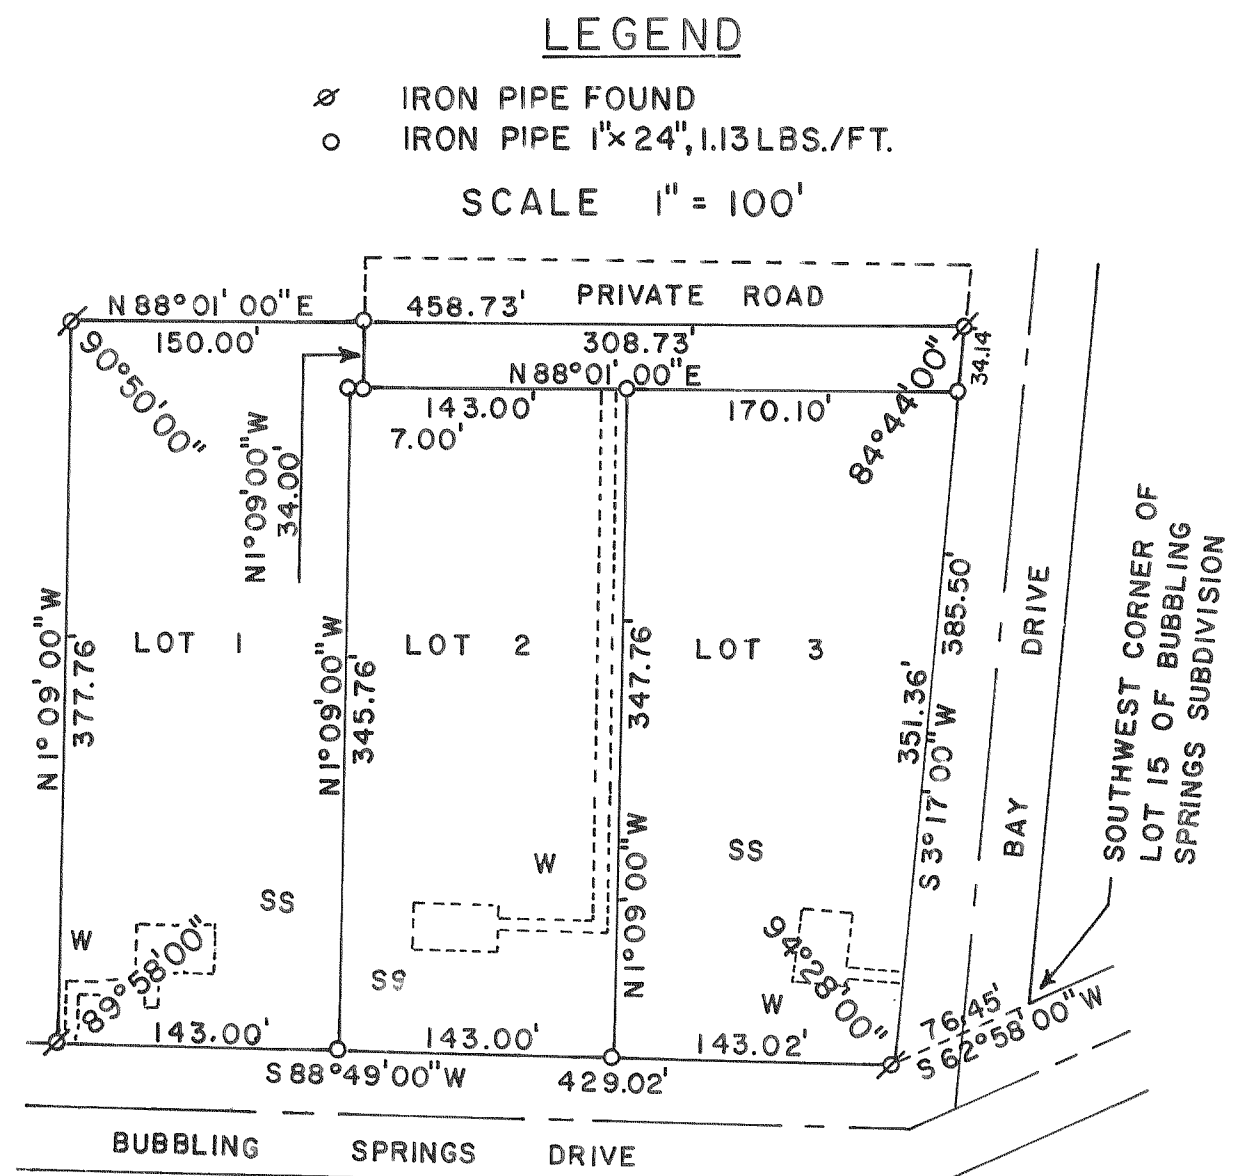 LEGEND
IRON PIPE FOUND
IRON PIPE 1"x 24", 1.13 LBS./FT.
SCALE 1" = 100'
PRIVATE ROAD
N 88°01' 00" E
458.73'
150.00'
308.73'
34.14
N 88°01' 00" E
90°50'00"
84°44'00"
143.00'
170.10'
7.00'
N1°09'00"W
34.00'
N 1° 09' 00" W
377.76'
LOT 1
N1°09'00"W
345.76'
LOT 2
347.76'
N1°09'00"W
LOT 3
385.50'
351.36'
S 3°17' 00" W
BAY DRIVE
SOUTHWEST CORNER OF
LOT 15 OF BUBBLING
SPRINGS SUBDIVISION
W
SS
W
SS
S9
W
89°58'00"
94°28'00"
143.00'
143.00'
143.02'
76.45'
S 62°58' 00" W
S 88°49'00" W
429.02'
BUBBLING SPRINGS DRIVE